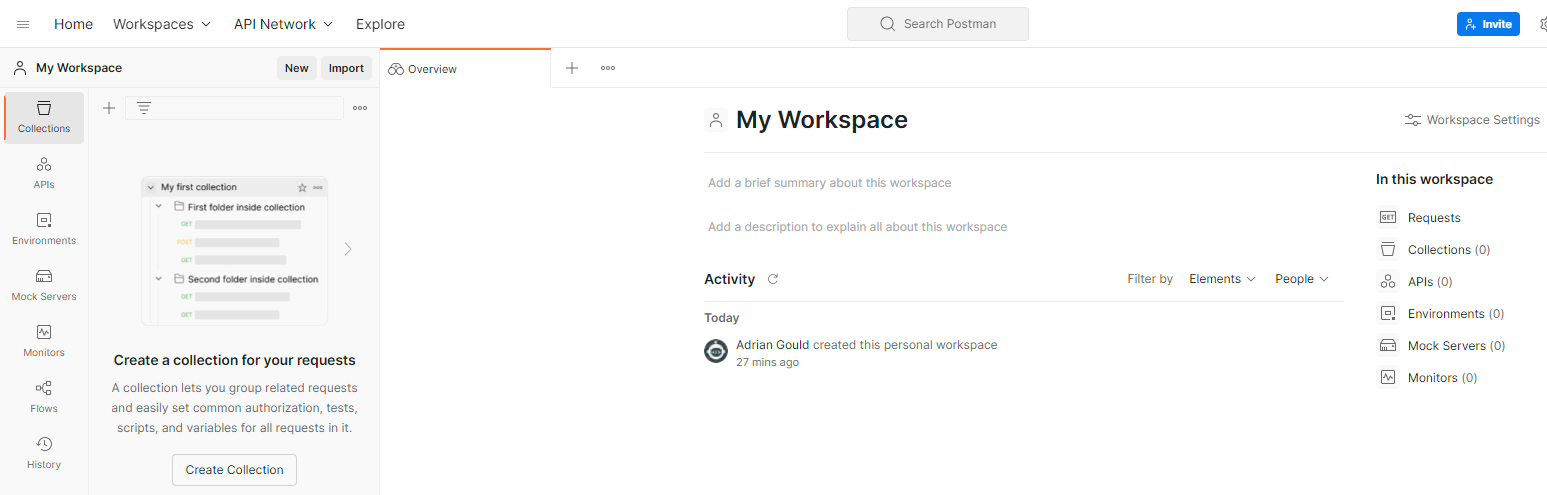 Home Workspaces API Network Explore Search Postman Invite
My Workspace New Import
Overview
Collections
APIs
Environments
Mock Servers
Monitors
Flows
History
My first collection
First folder inside collection
GET
POST
GET
Second folder inside collection
GET
GET
Create a collection for your requests
A collection lets you group related requests
and easily set common authorization, tests,
scripts, and variables for all requests in it.
Create Collection
My Workspace
Workspace Settings
Add a brief summary about this workspace
Add a description to explain all about this workspace
Activity Filter by Elements People
Today
Adrian Gould created this personal workspace
27 mins ago
In this workspace
GET Requests
Collections (0)
APIs (0)
Environments (0)
Mock Servers (0)
Monitors (0)